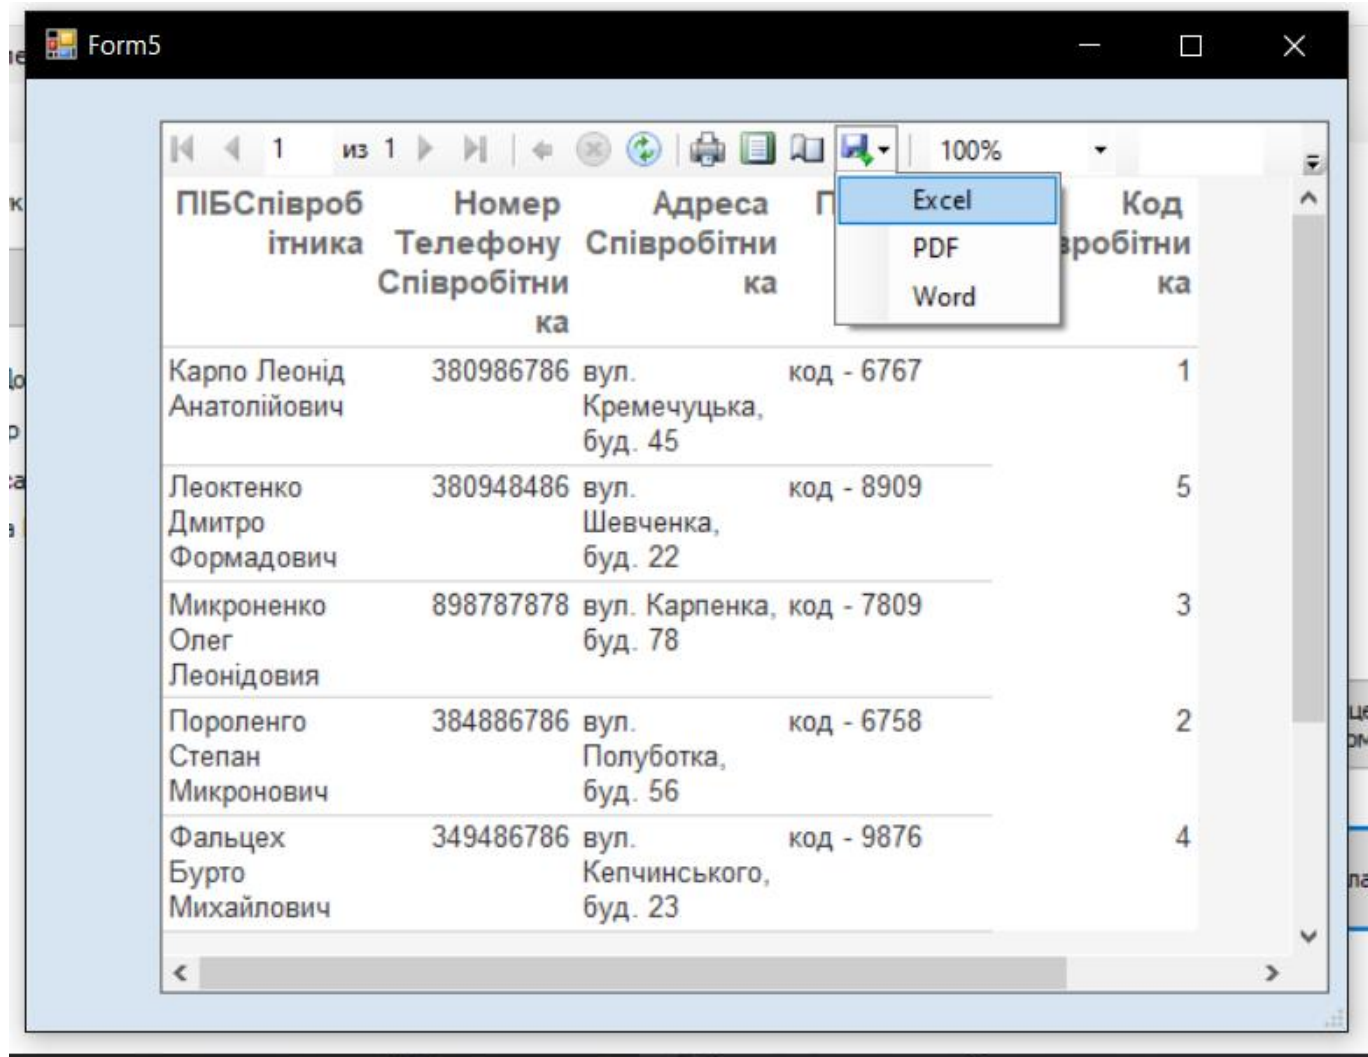 Form5
1 из 1 100%
ПІБСпівроб Номер Адреса П Код
ітника Телефону Співробітни вробітни
Співробітни ка ка
ка
Excel
PDF
Word
Карпо Леонід 380986786 вул. код - 6767 1
Анатолійович Кремечуцька,
буд. 45
Леоктенко 380948486 вул. код - 8909 5
Дмитро Шевченка,
Формадович буд. 22
Микроненко 898787878 вул. Карпенка, код - 7809 3
Олег буд. 78
Леонідовия
Пороленго 384886786 вул. код - 6758 2
Степан Полуботка,
Микронович буд. 56
Фальцех 349486786 вул. код - 9876 4
Бурто Кепчинського,
Михайлович буд. 23